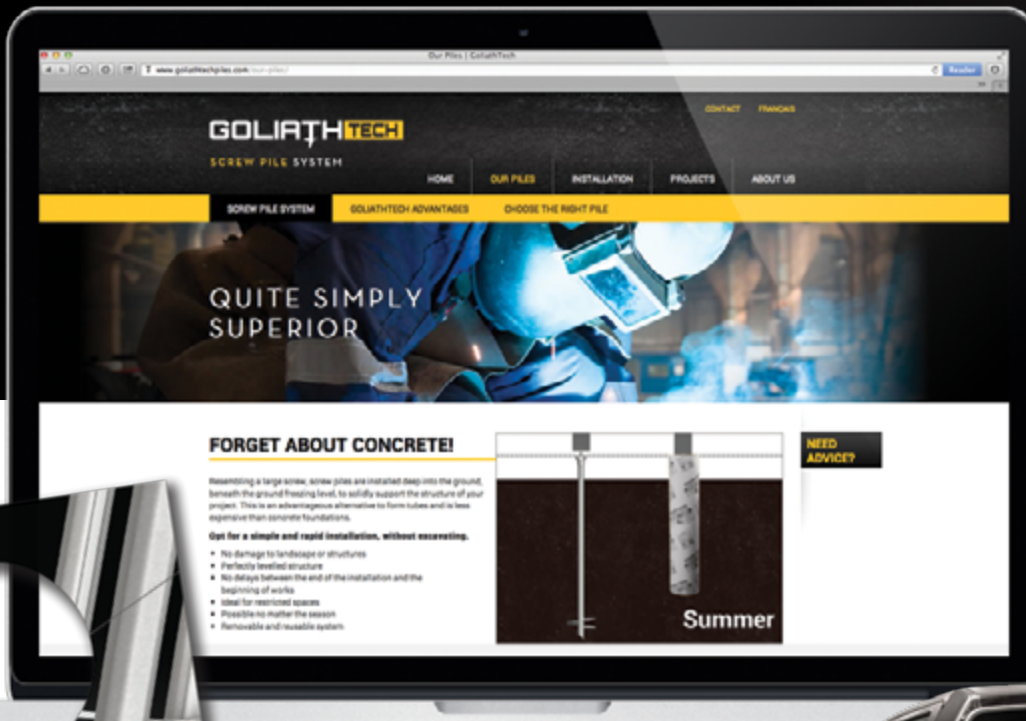 Our Piles | GoliathTech
www.goliathtechpiles.com/our-piles/
Reader
CONTACT FRANÇAIS
GOLIATH TECH
SCREW PILE SYSTEM
HOME OUR PILES INSTALLATION PROJECTS ABOUT US
SCREW PILE SYSTEM GOLIATHTECH ADVANTAGES CHOOSE THE RIGHT PILE
QUITE SIMPLY
SUPERIOR
FORGET ABOUT CONCRETE!
NEED
ADVICE?
Resembling a large screw, screw piles are installed deep into the ground,
beneath the ground freezing level, to solidly support the structure of your
project. This is an advantageous alternative to form tubes and is less
expensive than concrete foundations.
Opt for a simple and rapid installation, without excavating.
No damage to landscape or structures
Perfectly levelled structure
No delays between the end of the installation and the
beginning of works
Ideal for restricted spaces
Possible no matter the season
Removable and reusable system
Summer